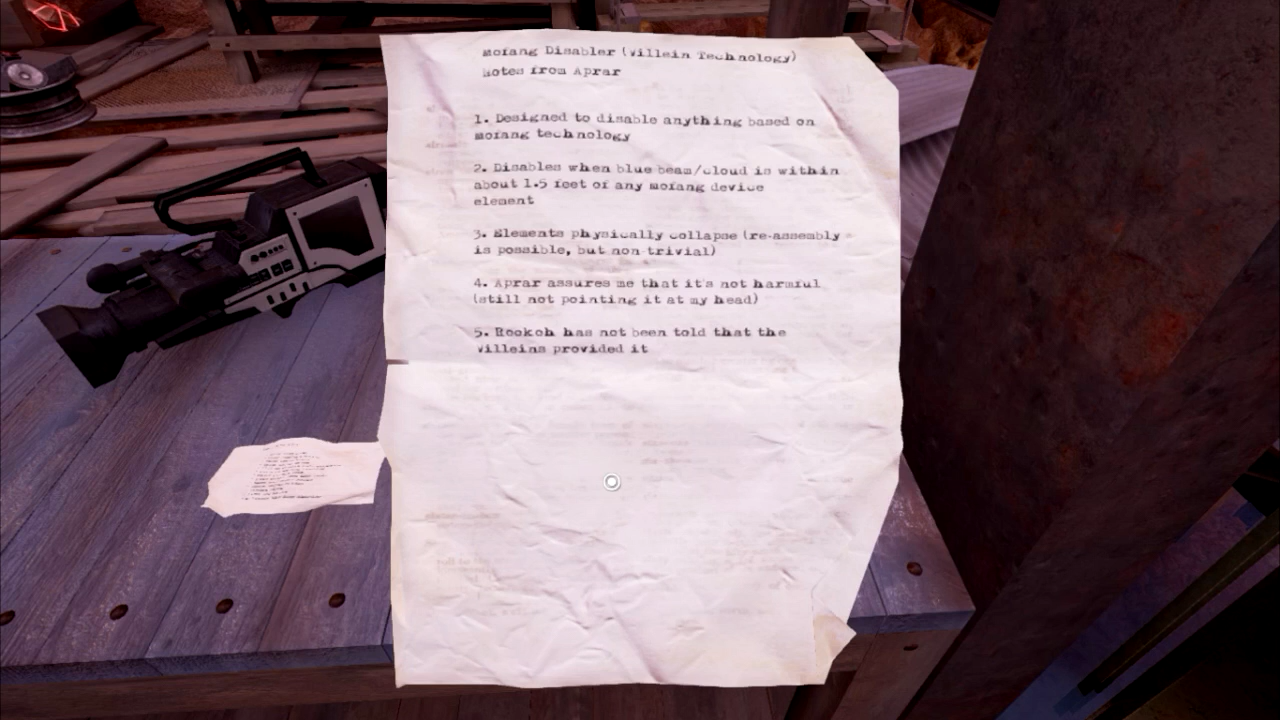 Mofang Disabler (Villein Technology)
Notes from Aprar
1. Designed to disable anything based on
mofang technology
2. Disables when blue beam/cloud is within
about 1.5 feet of any mofang device
element
3. Elements physically collapse (re-assembly
is possible, but non-trivial)
4. Aprar assures me that it's not harmful
(still not pointing it at my head)
5. Rookoh has not been told that the
Villeins provided it